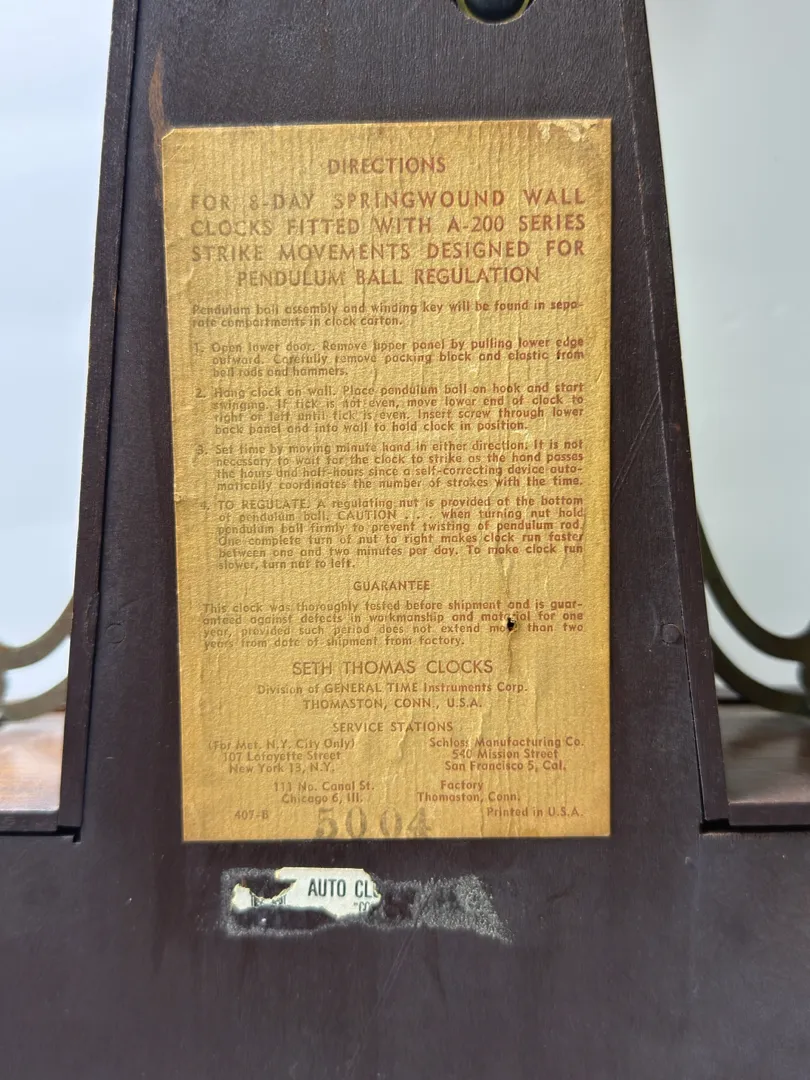 DIRECTIONS
FOR 8-DAY SPRINGWOUND WALL
CLOCKS FITTED WITH A-200 SERIES
STRIKE MOVEMENTS DESIGNED FOR
PENDULUM BALL REGULATION
Pendulum ball assembly and winding key will be found in sepa-
rate compartments in clock carton.
1. Open lower door. Remove upper panel by pulling lower edge
outward. Carefully remove packing block and elastic from
bell rods and hammers.
2. Hang clock on wall. Place pendulum ball on hook and start
swinging. If tick is not even, move lower end of clock to
right or left until tick is even. Insert screw through lower
back panel and into wall to hold clock in position.
3. Set time by moving minute hand in either direction. It is not
necessary to wait for the clock to strike as the hand passes
the hours and half-hours since a self-correcting device auto-
matically coordinates the number of strokes with the time.
4. TO REGULATE. A regulating nut is provided at the bottom
of pendulum ball. CAUTION . . . when turning nut hold
pendulum ball firmly to prevent twisting of pendulum rod.
One complete turn of nut to right makes clock run faster
between one and two minutes per day. To make clock run
slower, turn nut to left.
GUARANTEE
This clock was thoroughly tested before shipment and is guar-
anteed against defects in workmanship and material for one
year, provided such period does not extend more than two
years from date of shipment from factory.
SETH THOMAS CLOCKS
Division of GENERAL TIME Instruments Corp.
THOMASTON, CONN., U.S.A.
SERVICE STATIONS
(For Met. N.Y. City Only) Schloss Manufacturing Co.
107 Lafayette Street 540 Mission Street
New York 13, N.Y. San Francisco 5, Cal.
111 No. Canal St. Factory
Chicago 6, Ill. Thomaston, Conn.
407-B 5004 Printed in U.S.A.
AUTO